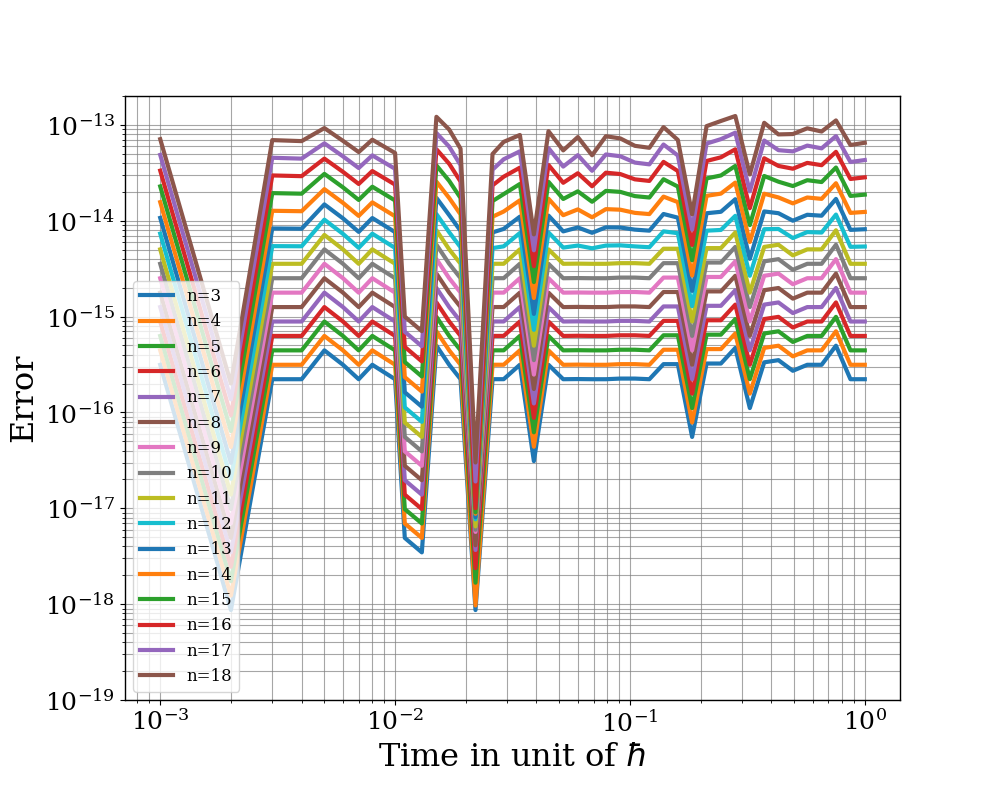 Error
10⁻¹³
10⁻¹⁴
10⁻¹⁵
10⁻¹⁶
10⁻¹⁷
10⁻¹⁸
10⁻¹⁹
n=3
n=4
n=5
n=6
n=7
n=8
n=9
n=10
n=11
n=12
n=13
n=14
n=15
n=16
n=17
n=18
10⁻³ 10⁻² 10⁻¹ 10⁰
Time in unit of ℏ